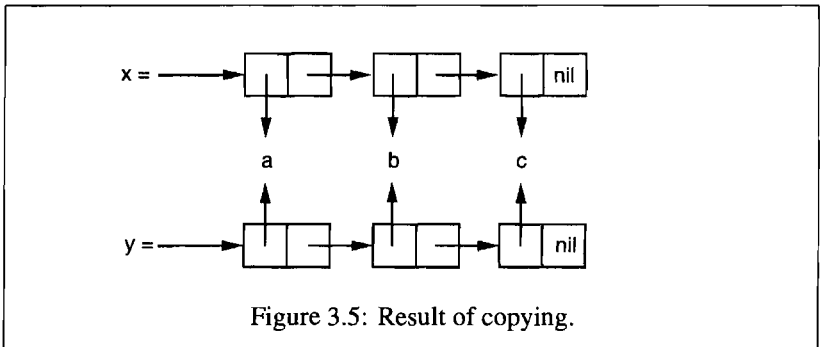 x = nil
a b c
y = nil
Figure 3.5: Result of copying.